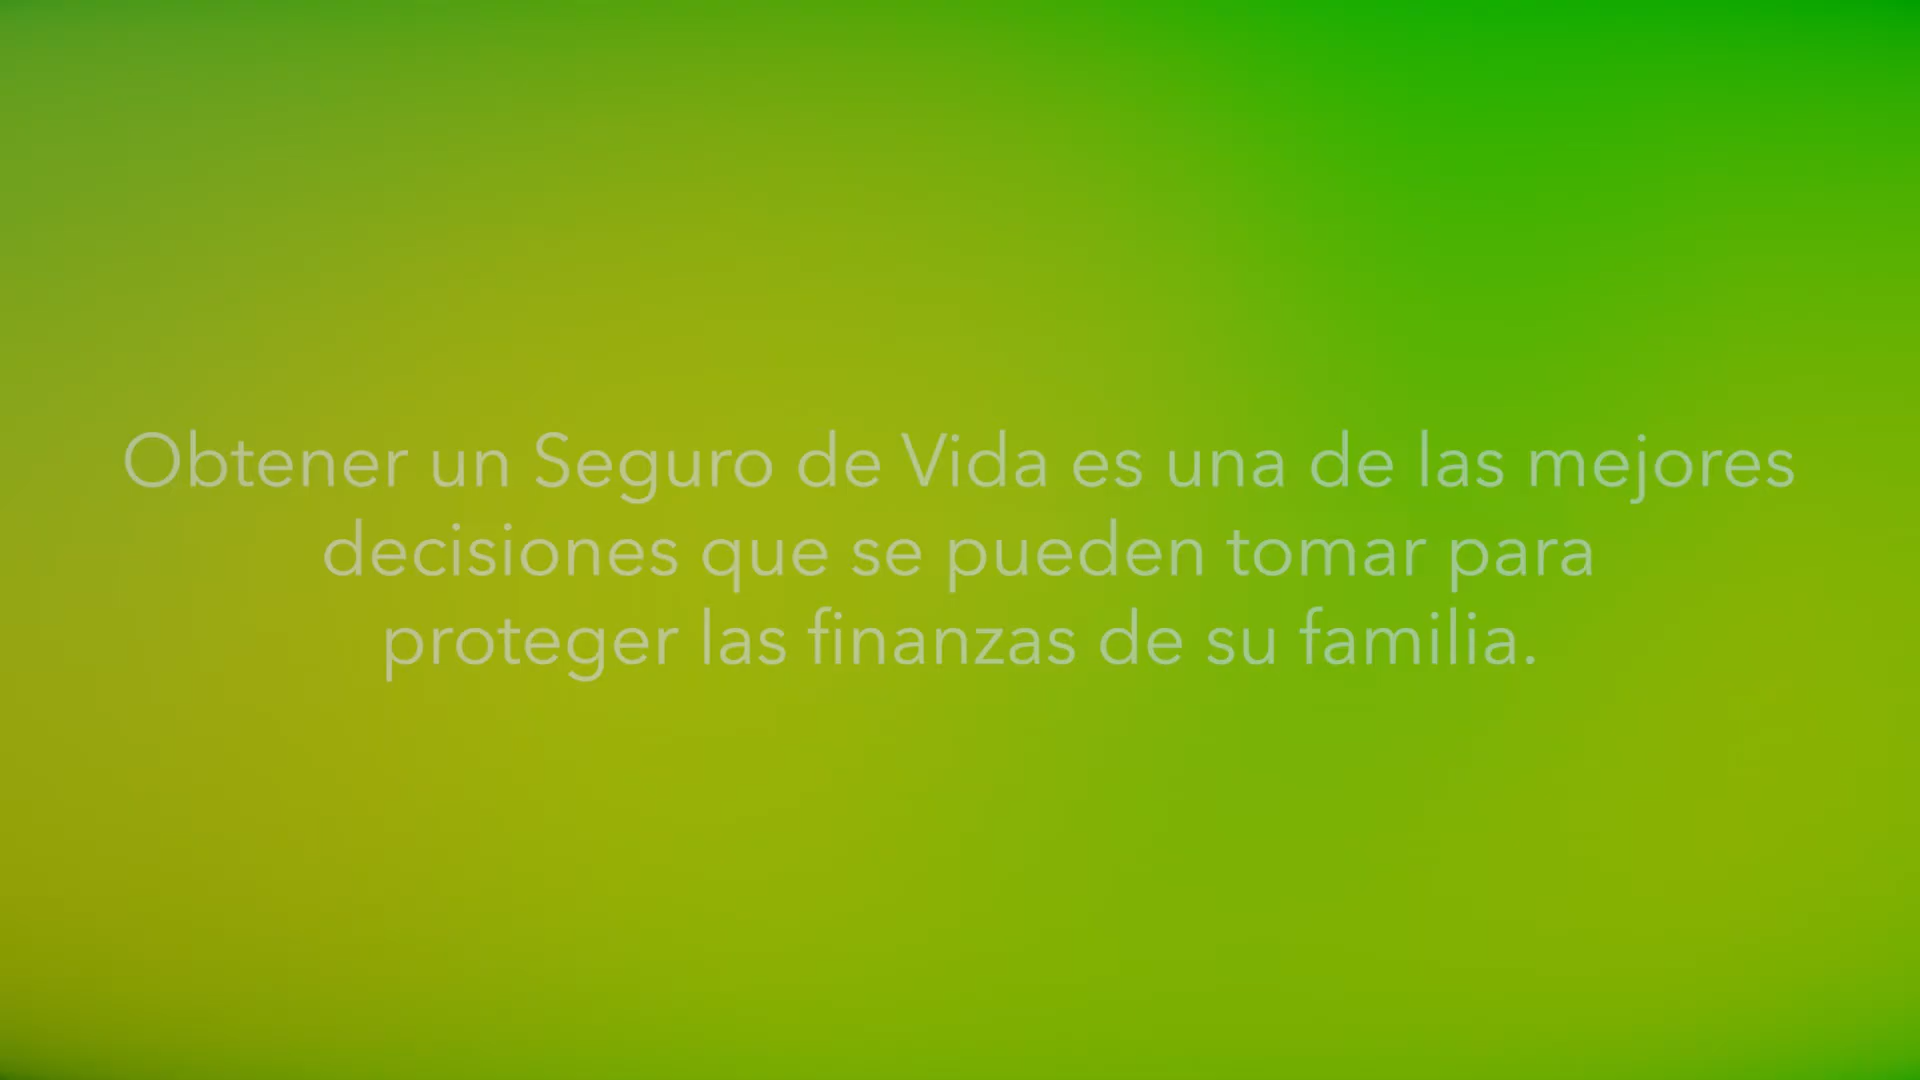 Obtener un Seguro de Vida es una de las mejores
decisiones que se pueden tomar para
proteger las finanzas de su familia.